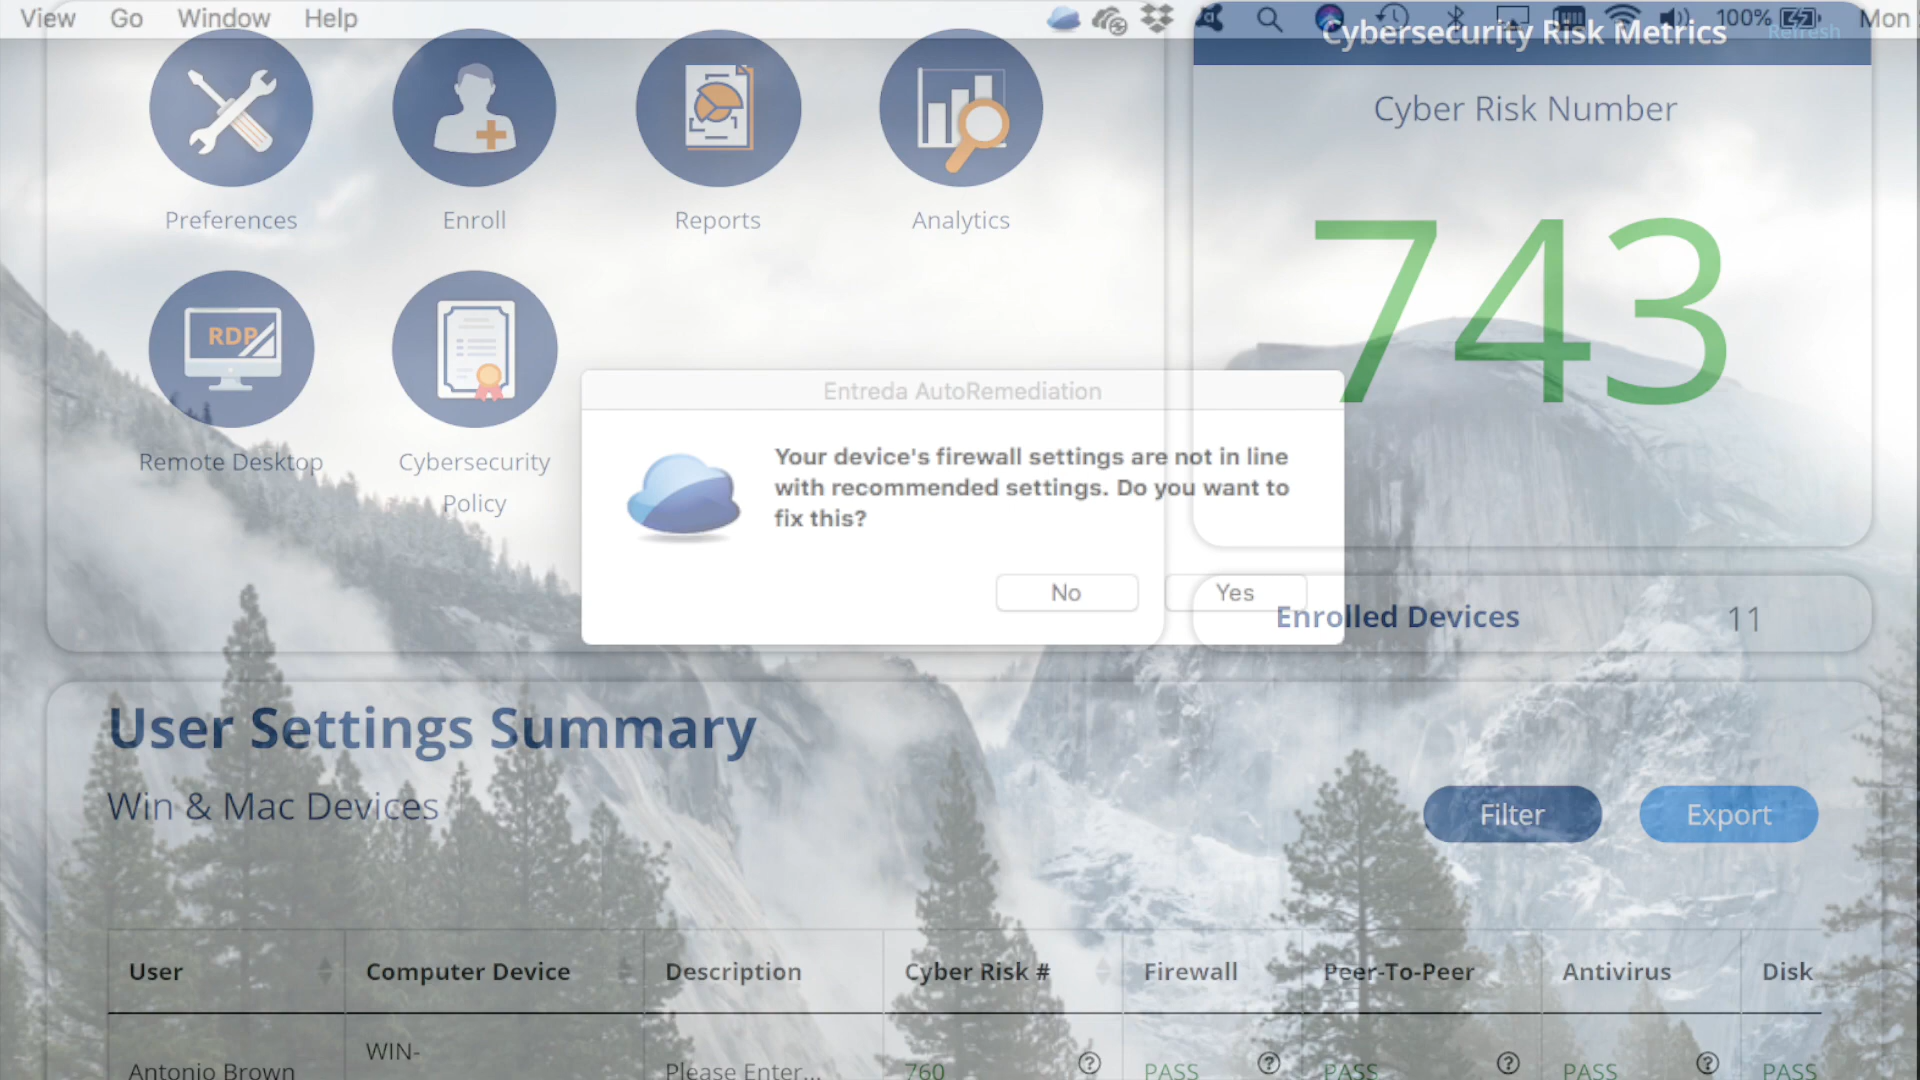 View Go Window Help
100% Mon
Cybersecurity Risk Metrics
Refresh
Cyber Risk Number
743
Preferences
Enroll
Reports
Analytics
RDP
Remote Desktop
Cybersecurity
Policy
Entreda AutoRemediation
Your device's firewall settings are not in line
with recommended settings. Do you want to
fix this?
No
Yes
Enrolled Devices 11
User Settings Summary
Win & Mac Devices
Filter
Export
User Computer Device Description Cyber Risk # Firewall Peer-To-Peer Antivirus Disk
WIN-
Antonio Brown Please Enter... 760 ? PASS ? PASS ? PASS ? PASS